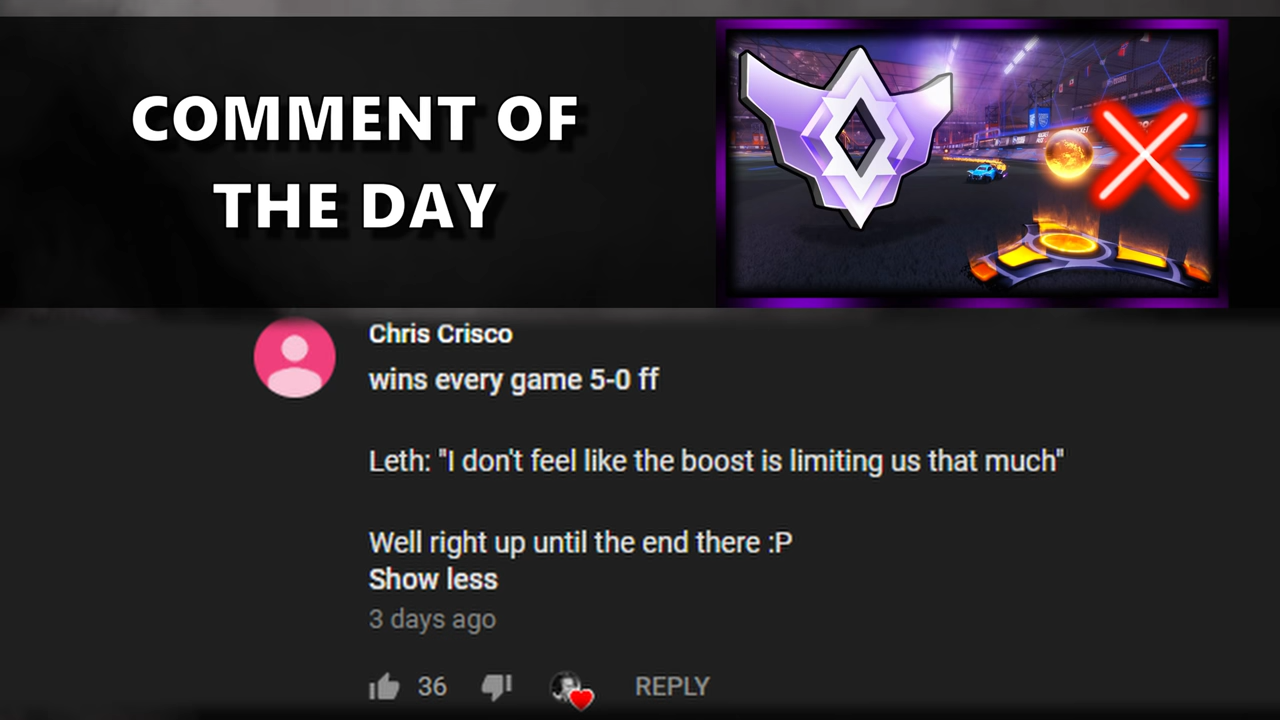 COMMENT OF
THE DAY
Chris Crisco
wins every game 5-0 ff
Leth: "I don't feel like the boost is limiting us that much"
Well right up until the end there :P
Show less
3 days ago
36
REPLY